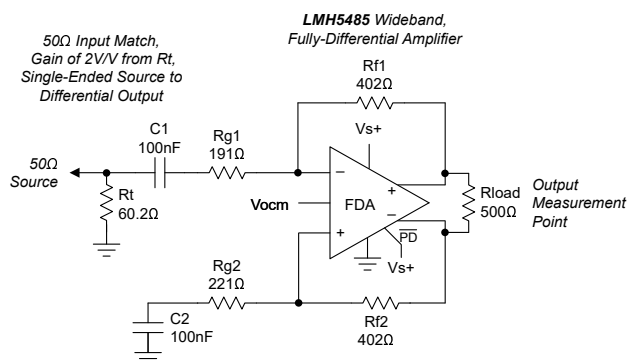 LMH5485 Wideband,
Fully-Differential Amplifier
50Ω Input Match,
Gain of 2V/V from Rt,
Single-Ended Source to
Differential Output
Rf1
402Ω
C1
100nF
Rg1
191Ω
Vs+
50Ω
Source
Rt
60.2Ω
Vocm
−
+
FDA
+
−
PD
Vs+
Rload
500Ω
Output
Measurement
Point
Rg2
221Ω
C2
100nF
Rf2
402Ω